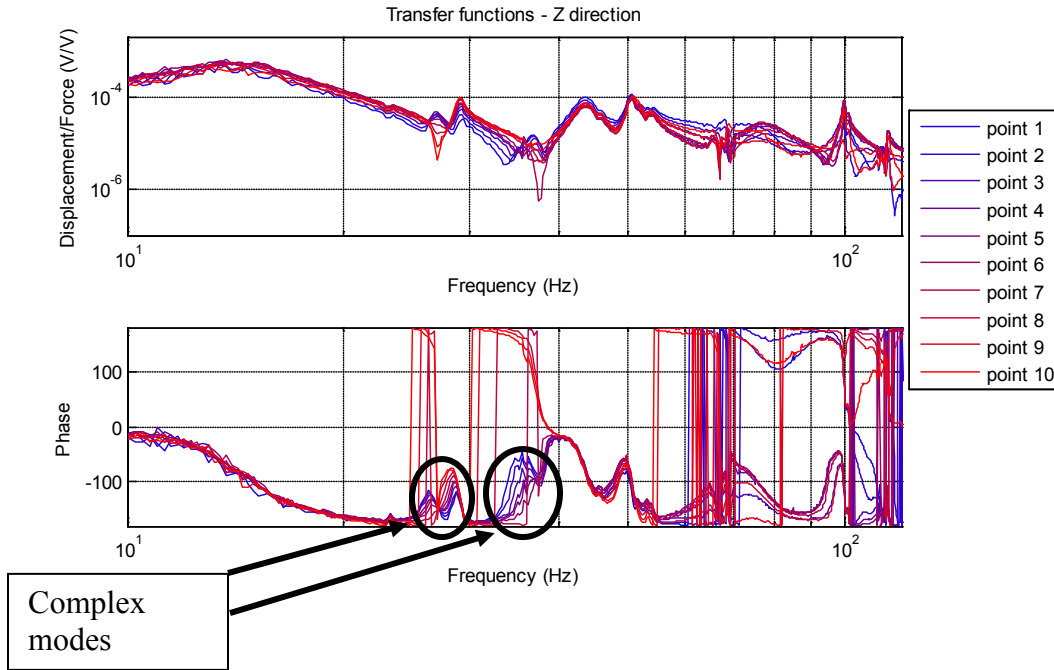 Transfer functions - Z direction
Displacement/Force (V/V)
10^-4
10^-6
10^1
10^2
Frequency (Hz)
point 1
point 2
point 3
point 4
point 5
point 6
point 7
point 8
point 9
point 10
Phase
100
0
-100
10^1
10^2
Frequency (Hz)
Complex
modes